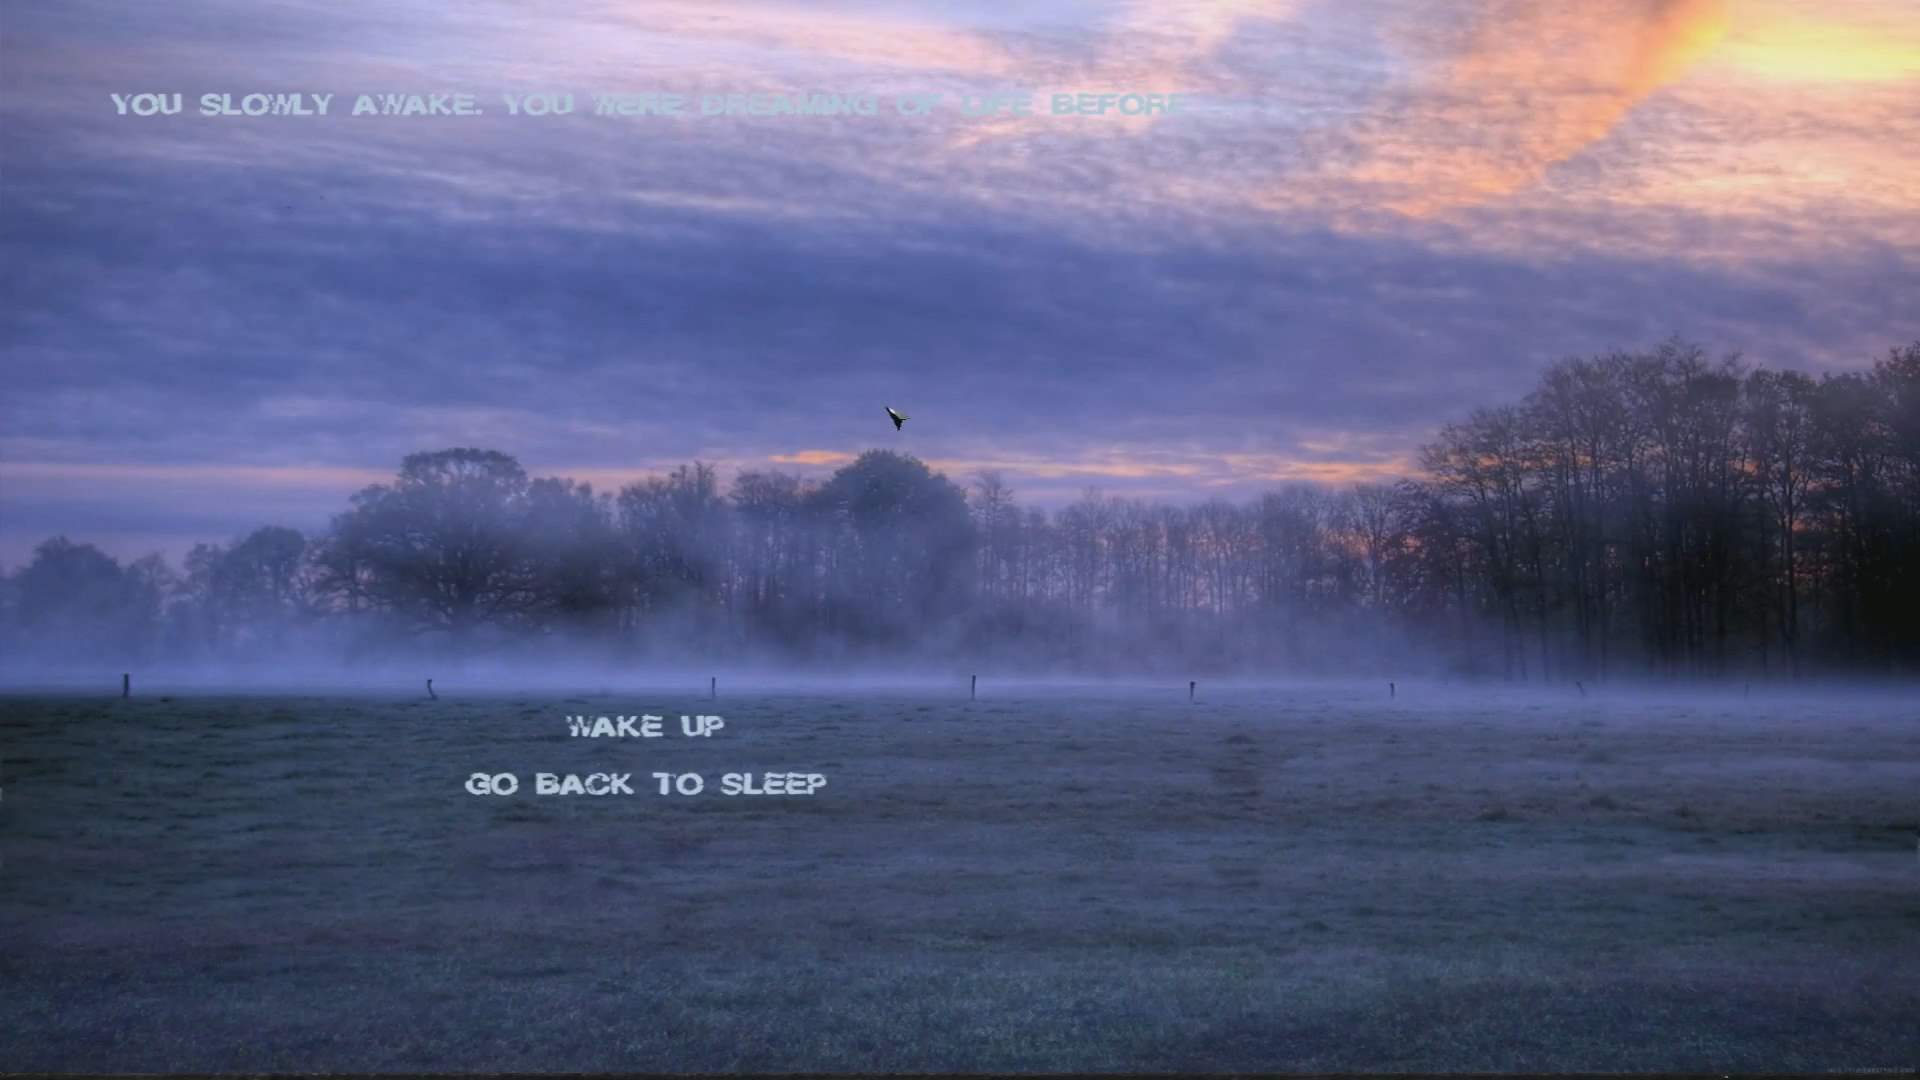 YOU SLOWLY AWAKE. YOU WERE DREAMING OF LIFE BEFORE
WAKE UP
GO BACK TO SLEEP